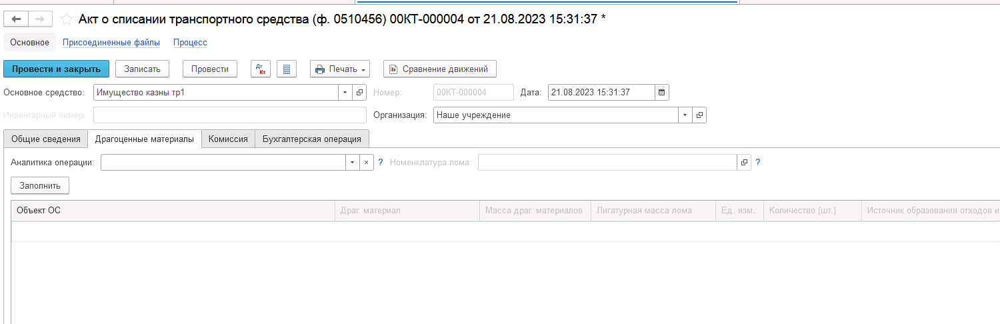 Акт о списании транспортного средства (ф. 0510456) 00КТ-000004 от 21.08.2023 15:31:37 *
Основное Присоединенные файлы Процесс
Провести и закрыть Записать Провести Дт Кт Печать Сравнение движений
Основное средство: Имущество казны тр1 Номер: 00КТ-000004 Дата: 21.08.2023 15:31:37
Инвентарный номер: Организация: Наше учреждение
Общие сведения Драгоценные материалы Комиссия Бухгалтерская операция
Аналитика операции: ? Номенклатура лома: ?
Заполнить
Объект ОС Драг. материал Масса драг. материалов Лигатурная масса лома Ед. изм. Количество (шт.) Источник образования отходов и